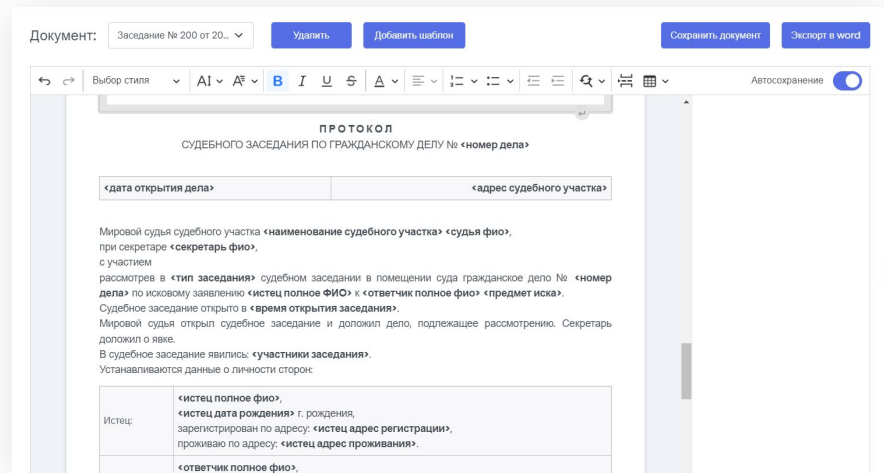 Документ: Заседание № 200 от 20... Удалить Добавить шаблон Сохранить документ Экспорт в word
Выбор стиля Автосохранение
ПРОТОКОЛ
СУДЕБНОГО ЗАСЕДАНИЯ ПО ГРАЖДАНСКОМУ ДЕЛУ № <номер дела>
<дата открытия дела> <адрес судебного участка>
Мировой судья судебного участка <наименование судебного участка> <судья фио>,
при секретаре <секретарь фио>,
с участием
рассмотрев в <тип заседания> судебном заседании в помещении суда гражданское дело № <номер
дела> по исковому заявлению <истец полное ФИО> к <ответчик полное фио> <предмет иска>.
Судебное заседание открыто в <время открытия заседания>.
Мировой судья открыл судебное заседание и доложил дело, подлежащее рассмотрению. Секретарь
доложил о явке.
В судебное заседание явились: <участники заседания>.
Устанавливаются данные о личности сторон:
<истец полное фио>,
<истец дата рождения> г. рождения,
Истец:
зарегистрирован по адресу: <истец адрес регистрации>,
проживаю по адресу: <истец адрес проживания>.
<ответчик полное фио>,